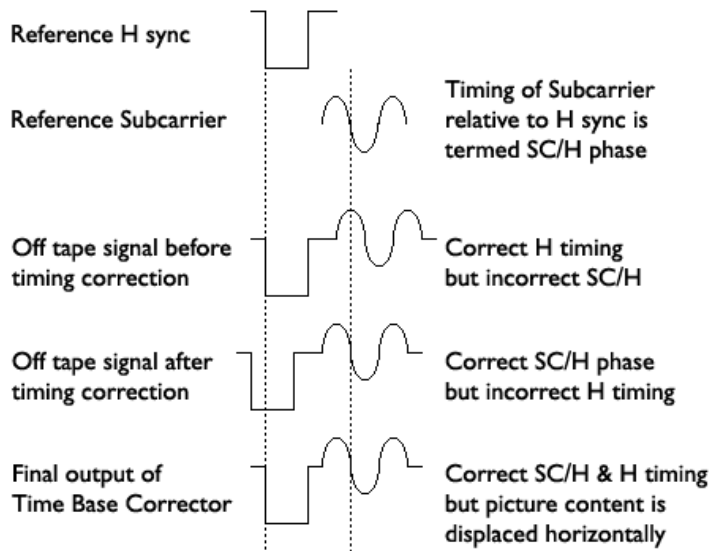 Reference H sync
Reference Subcarrier
Timing of Subcarrier
relative to H sync is
termed SC/H phase
Off tape signal before
timing correction
Correct H timing
but incorrect SC/H
Off tape signal after
timing correction
Correct SC/H phase
but incorrect H timing
Final output of
Time Base Corrector
Correct SC/H & H timing
but picture content is
displaced horizontally